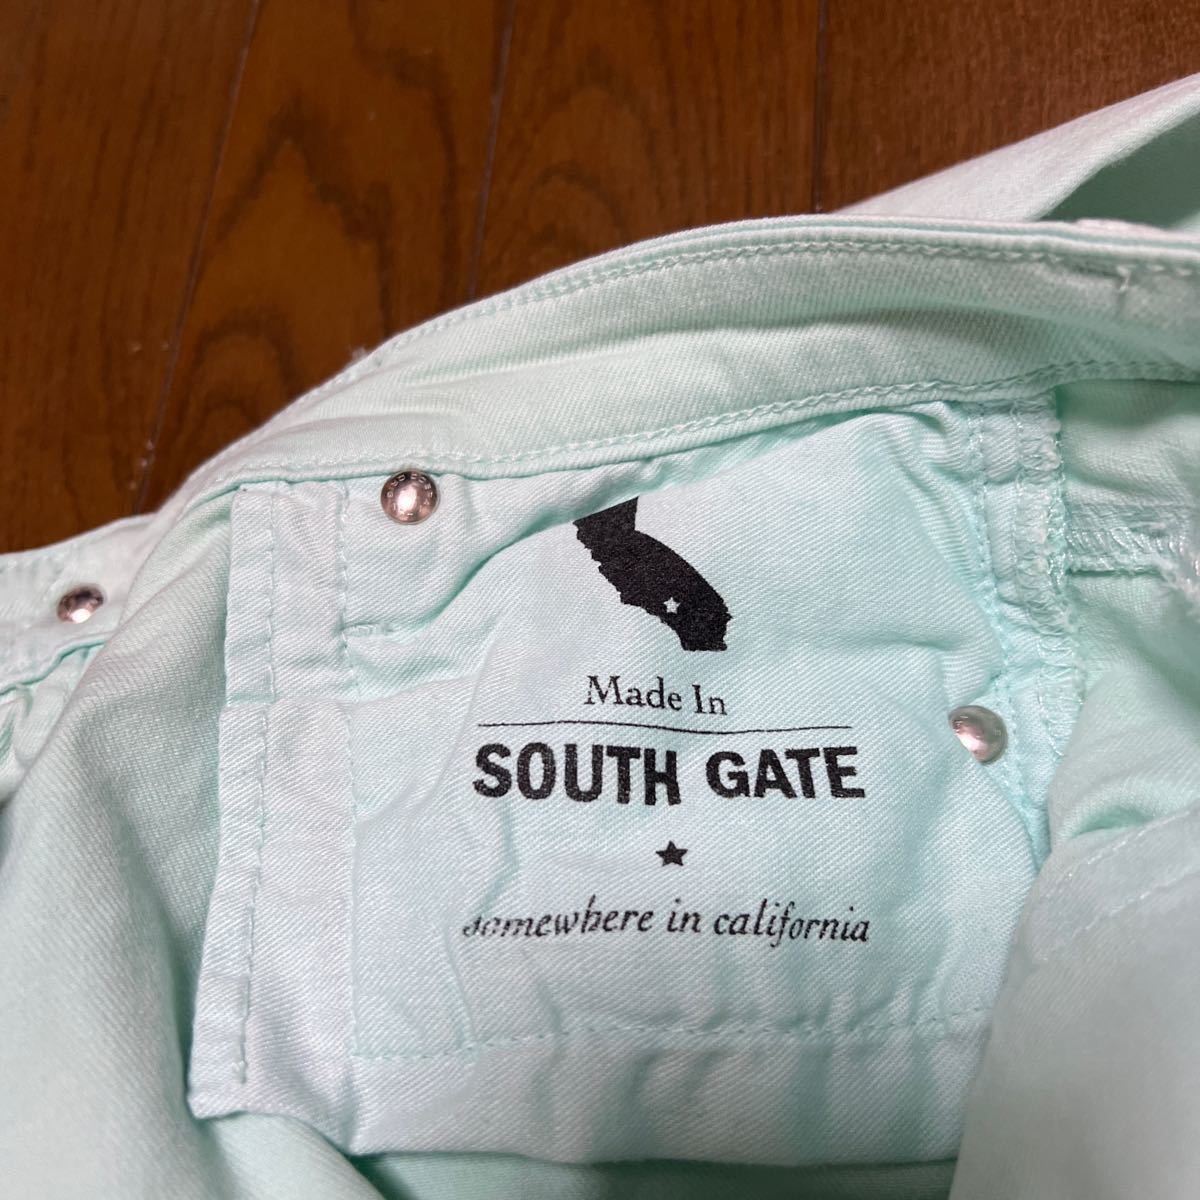 Made In
SOUTH GATE
somewhere in california